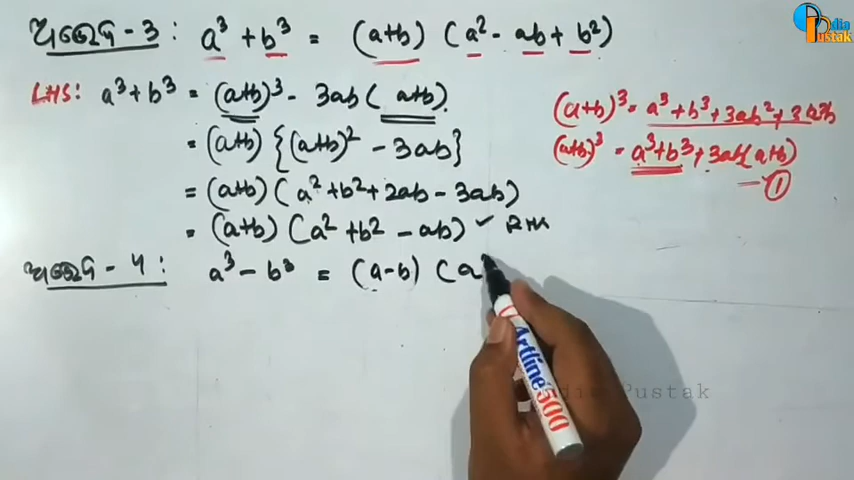 ଅଭେଦ - 3 : a³ + b³ = (a+b) (a² - ab + b²)
LHS: a³+b³ = (a+b)³ - 3ab( a+b).
= (a+b) {(a+b)² - 3ab}
= (a+b) ( a² + b² + 2ab - 3ab)
= (a+b) (a² + b² - ab) ✓ RHS
(a+b)³ = a³ + b³ + 3ab² + 3a²b
(a+b)³ = a³+b³ + 3ab(a+b)
— ①
ଅଭେଦ - 4 : a³ - b³ = (a-b) (a
Artline 500
India Pustak
Pustak